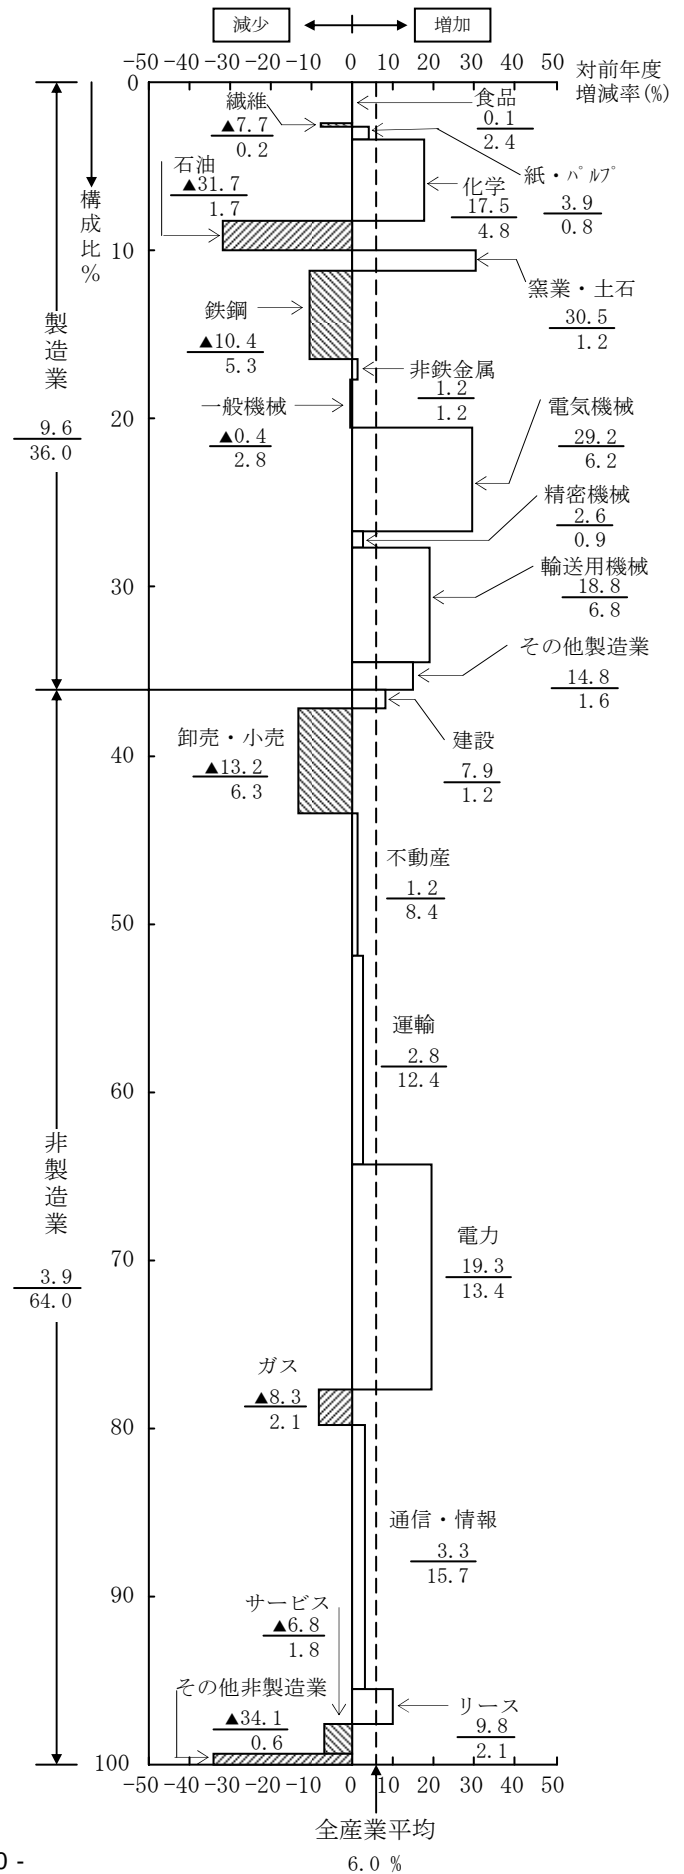 減少 増加
-50 -40 -30 -20 -10 0 10 20 30 40 50
対前年度
増減率(%)
0
10
20
30
40
50
60
70
80
90
100
構成比%
製造業
9.6
36.0
非製造業
3.9
64.0
食品
0.1
2.4
繊維
▲7.7
0.2
紙・パルプ
3.9
0.8
化学
17.5
4.8
石油
▲31.7
1.7
窯業・土石
30.5
1.2
鉄鋼
▲10.4
5.3
非鉄金属
1.2
1.2
一般機械
▲0.4
2.8
電気機械
29.2
6.2
精密機械
2.6
0.9
輸送用機械
18.8
6.8
その他製造業
14.8
1.6
建設
7.9
1.2
卸売・小売
▲13.2
6.3
不動産
1.2
8.4
運輸
2.8
12.4
電力
19.3
13.4
ガス
▲8.3
2.1
通信・情報
3.3
15.7
リース
9.8
2.1
サービス
▲6.8
1.8
その他非製造業
▲34.1
0.6
-50 -40 -30 -20 -10 0 10 20 30 40 50
全産業平均
6.0 %
0 -